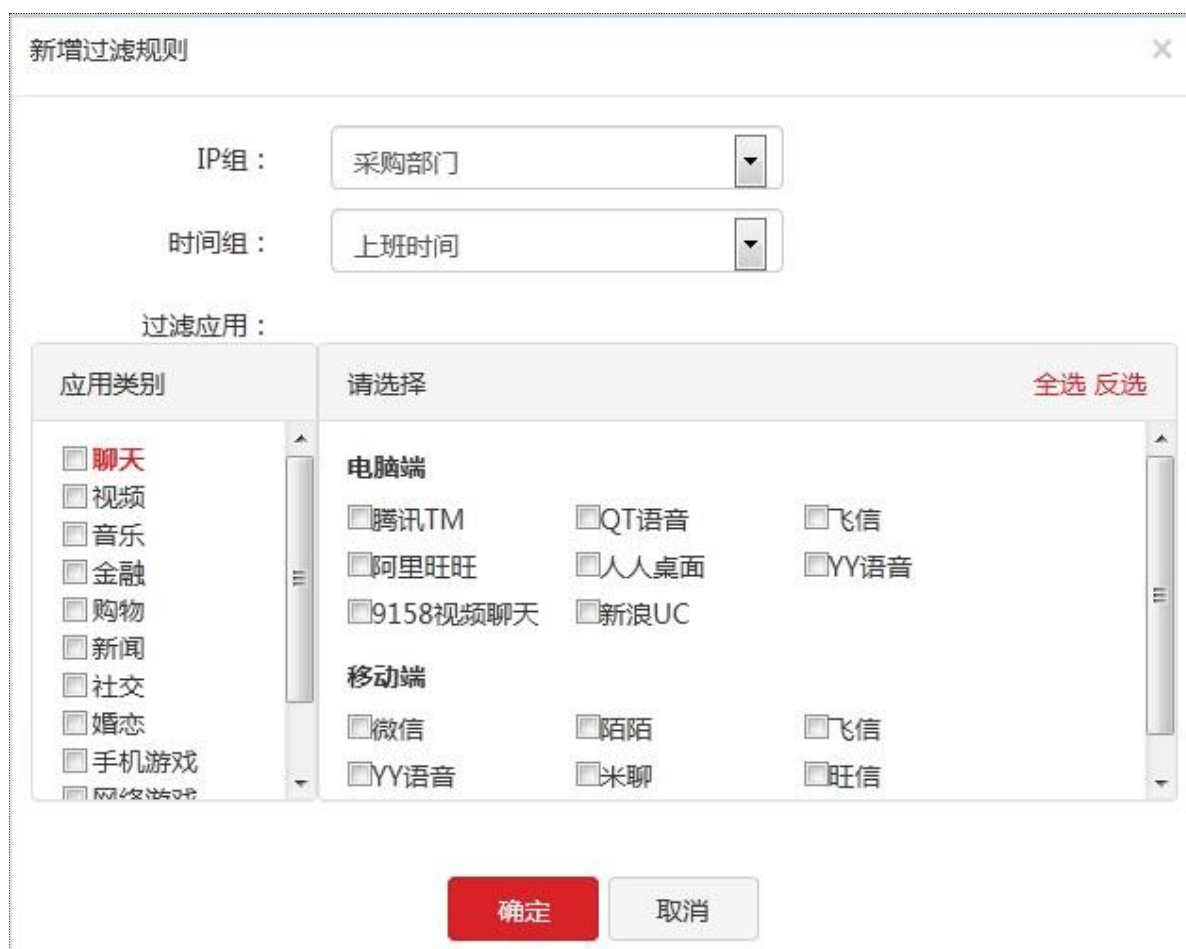 新增过滤规则 ×
IP组： 采购部门
时间组： 上班时间
过滤应用：
应用类别
聊天
视频
音乐
金融
购物
新闻
社交
婚恋
手机游戏
网络游戏
请选择 全选 反选
电脑端
腾讯TM QT语音 飞信
阿里旺旺 人人桌面 YY语音
9158视频聊天 新浪UC
移动端
微信 陌陌 飞信
YY语音 米聊 旺信
确定 取消